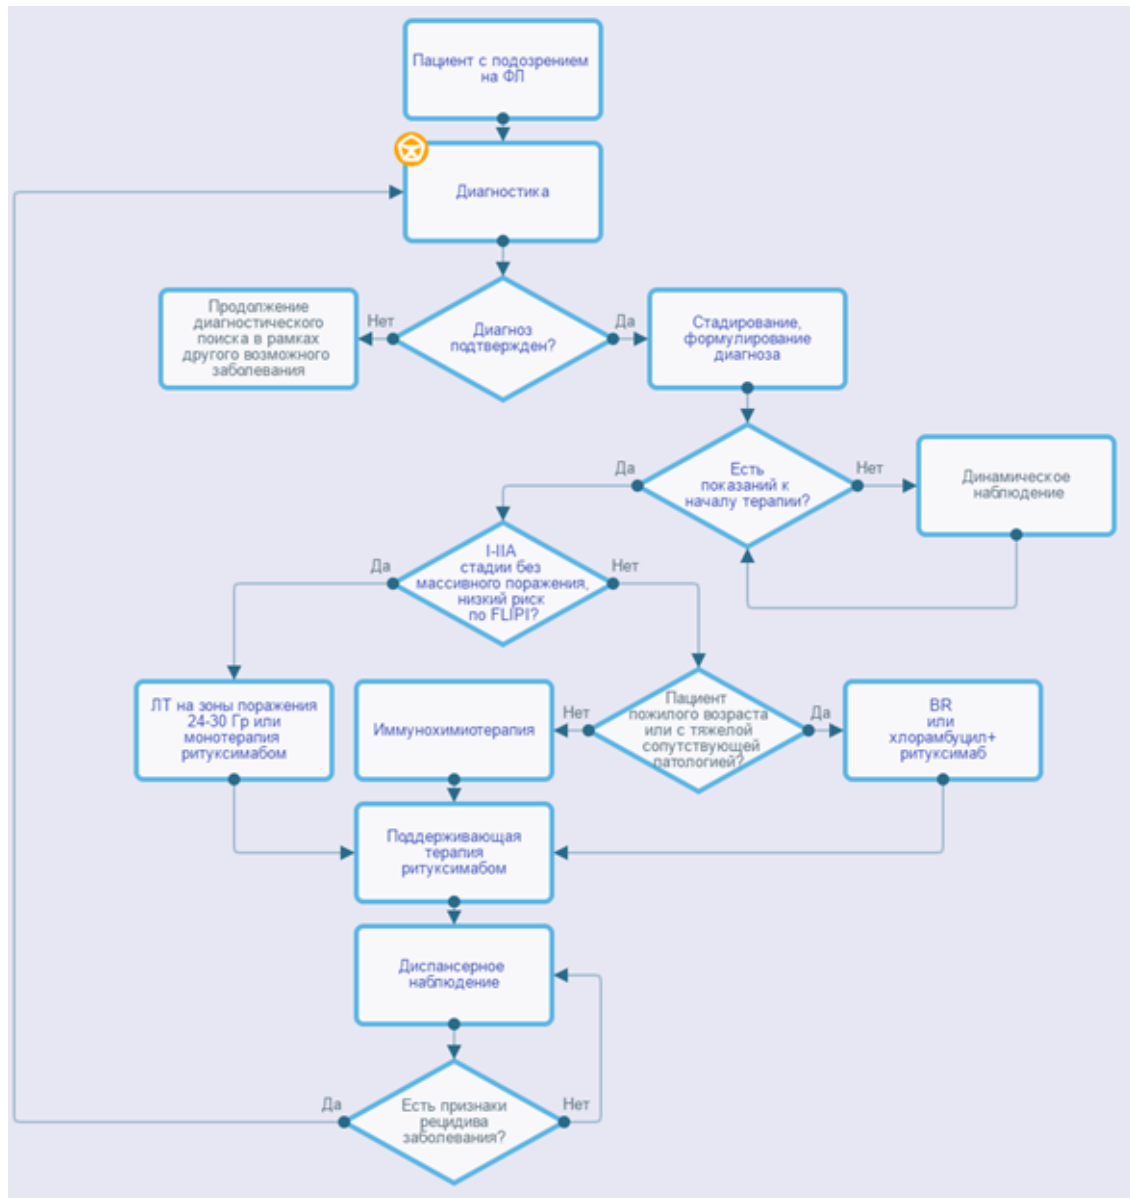 Пациент с подозрением
на ФЛ
Диагностика
Диагноз
подтвержден?
Нет
Да
Продолжение
диагностического
поиска в рамках
другого возможного
заболевания
Стадирование,
формулирование
диагноза
Есть
показаний к
началу терапии?
Да
Нет
Динамическое
наблюдение
I-IIA
стадии без
массивного поражения,
низкий риск
по FLIPI?
Да
Нет
ЛТ на зоны поражения
24-30 Гр или
монотерапия
ритуксимабом
Иммунохимиотерапия
Нет
Пациент
пожилого возраста
или с тяжелой
сопутствующей
патологией?
Да
BR
или
хлорамбуцил+
ритуксимаб
Поддерживающая
терапия
ритуксимабом
Диспансерное
наблюдение
Да
Есть признаки
рецидива
заболевания?
Нет